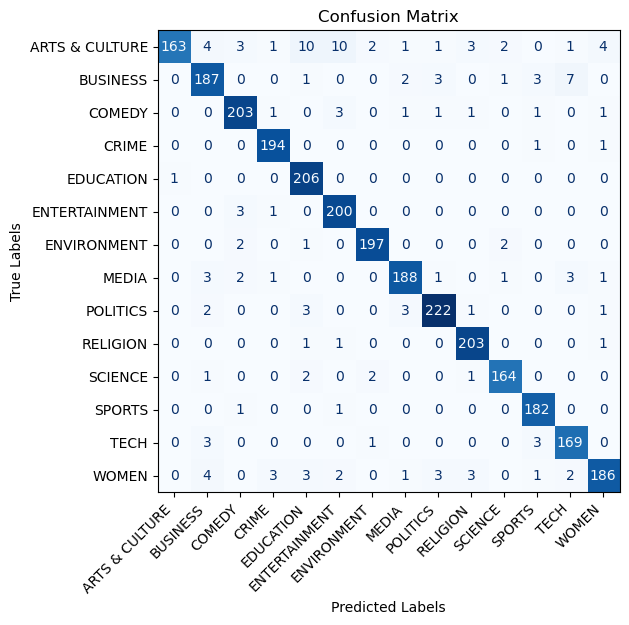 Confusion Matrix
True Labels
ARTS & CULTURE 163 4 3 1 10 10 2 1 1 3 2 0 1 4
BUSINESS 0 187 0 0 1 0 0 2 3 0 1 3 7 0
COMEDY 0 0 203 1 0 3 0 1 1 1 0 1 0 1
CRIME 0 0 0 194 0 0 0 0 0 0 0 1 0 1
EDUCATION 1 0 0 0 206 0 0 0 0 0 0 0 0 0
ENTERTAINMENT 0 0 3 1 0 200 0 0 0 0 0 0 0 0
ENVIRONMENT 0 0 2 0 1 0 197 0 0 0 2 0 0 0
MEDIA 0 3 2 1 0 0 0 188 1 0 1 0 3 1
POLITICS 0 2 0 0 3 0 0 3 222 1 0 0 0 1
RELIGION 0 0 0 0 1 1 0 0 0 203 0 0 0 1
SCIENCE 0 1 0 0 2 0 2 0 0 1 164 0 0 0
SPORTS 0 0 1 0 0 1 0 0 0 0 0 182 0 0
TECH 0 3 0 0 0 0 1 0 0 0 0 3 169 0
WOMEN 0 4 0 3 3 2 0 1 3 3 0 1 2 186
ARTS & CULTURE BUSINESS COMEDY CRIME EDUCATION ENTERTAINMENT ENVIRONMENT MEDIA POLITICS RELIGION SCIENCE SPORTS TECH WOMEN
Predicted Labels